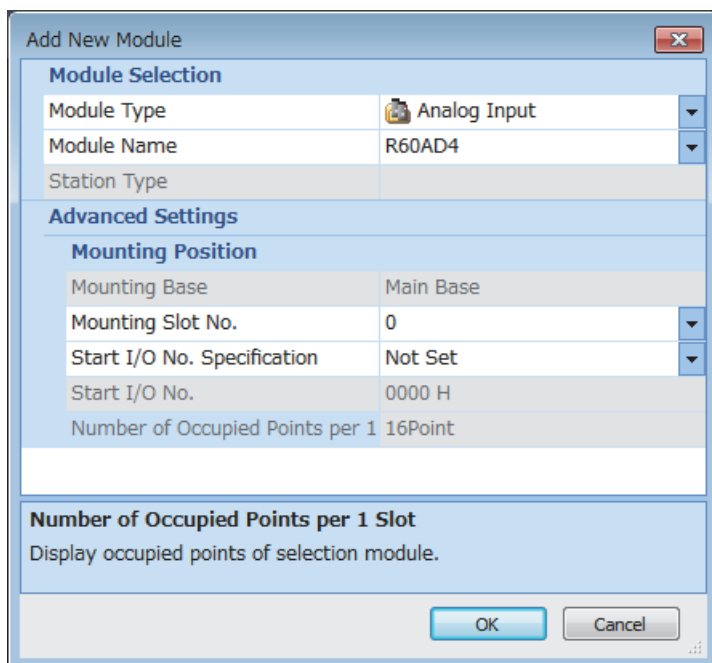 Add New Module
Module Selection
Module Type Analog Input
Module Name R60AD4
Station Type
Advanced Settings
Mounting Position
Mounting Base Main Base
Mounting Slot No. 0
Start I/O No. Specification Not Set
Start I/O No. 0000 H
Number of Occupied Points per 1 16Point
Number of Occupied Points per 1 Slot
Display occupied points of selection module.
OK Cancel